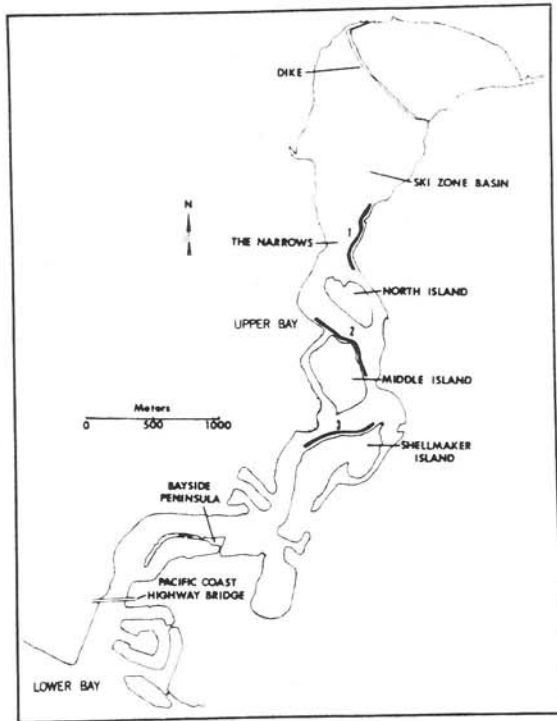 DIKE
SKI ZONE BASIN
N
1
THE NARROWS
NORTH ISLAND
UPPER BAY
2
MIDDLE ISLAND
Meters
0 500 1000
3
SHELLMAKER
ISLAND
BAYSIDE
PENINSULA
PACIFIC COAST
HIGHWAY BRIDGE
LOWER BAY